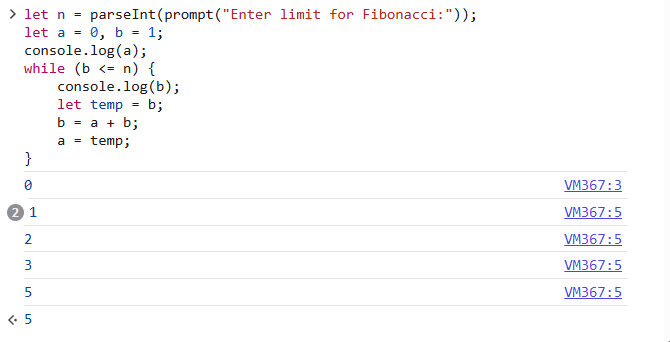 > let n = parseInt(prompt("Enter limit for Fibonacci:"));
let a = 0, b = 1;
console.log(a);
while (b <= n) {
    console.log(b);
    let temp = b;
    b = a + b;
    a = temp;
}
0 VM367:3
2 1 VM367:5
2 VM367:5
3 VM367:5
5 VM367:5
5